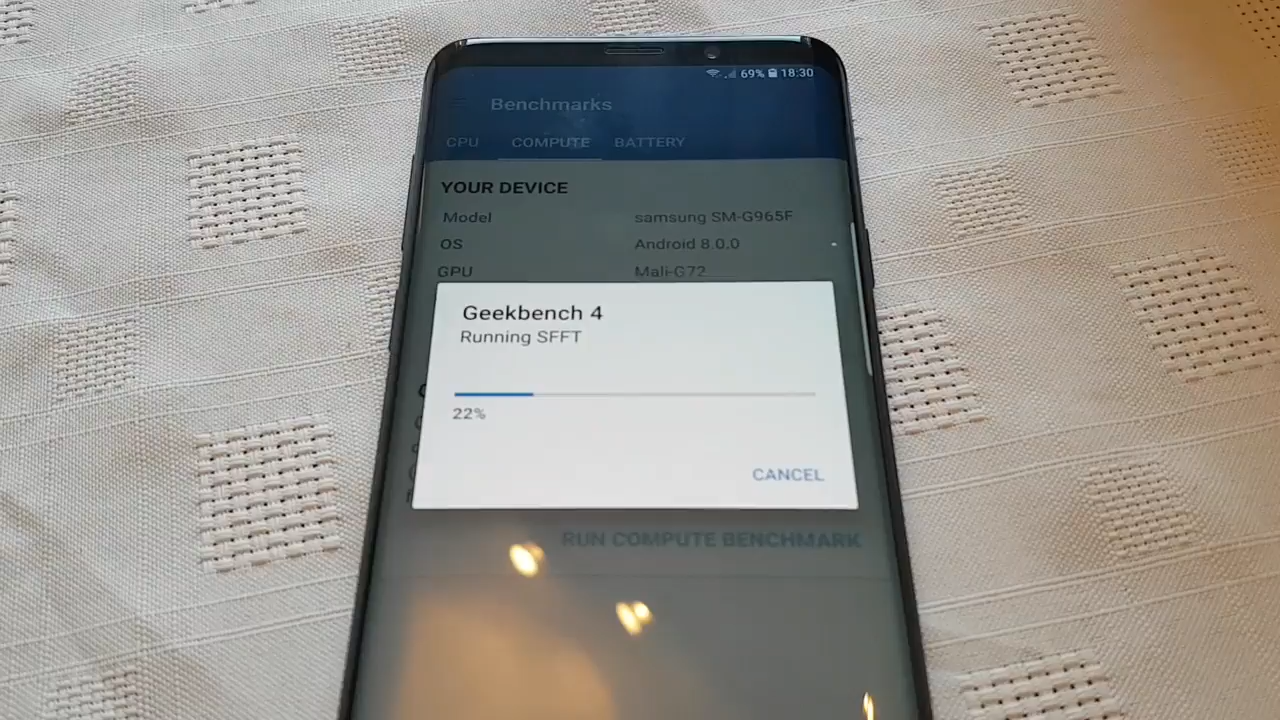 69% 18:30
Benchmarks
CPU COMPUTE BATTERY
YOUR DEVICE
Model samsung SM-G965F
OS Android 8.0.0
GPU Mali-G72
Geekbench 4
Running SFFT
22%
CANCEL
RUN COMPUTE BENCHMARK